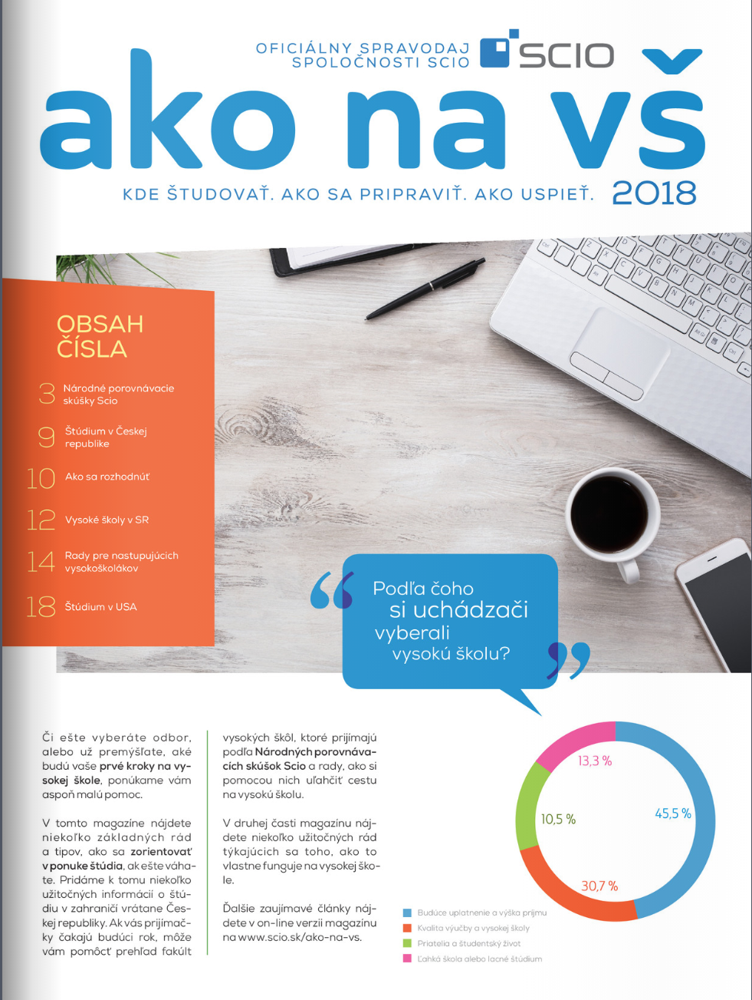 OFICIÁLNY SPRAVODAJ
SPOLOČNOSTI SCIO
SCIO
ako na vš
KDE ŠTUDOVAŤ. AKO SA PRIPRAVIŤ. AKO USPIEŤ. 2018
OBSAH
ČÍSLA
3 Národné porovnávacie
skúšky Scio
9 Štúdium v Českej
republike
10 Ako sa rozhodnúť
12 Vysoké školy v SR
14 Rady pre nastupujúcich
vysokoškolákov
18 Štúdium v USA
“Podľa čoho
si uchádzači
vyberali
vysokú školu?”
Či ešte vyberáte odbor,
alebo už premýšľate, aké
budú vaše prvé kroky na vy-
sokej škole, ponúkame vám
aspoň malú pomoc.
V tomto magazíne nájdete
niekoľko základných rád
a tipov, ako sa zorientovať
v ponuke štúdia, ak ešte váha-
te. Pridáme k tomu niekoľko
užitočných informácií o štú-
diu v zahraničí vrátane Čes-
kej republiky. Ak vás prijímač-
ky čakajú budúci rok, môže
vám pomôcť prehľad fakúlt
vysokých škôl, ktoré prijímajú
podľa Národných porovnáva-
cích skúšok Scio a rady, ako si
pomocou nich uľahčiť cestu
na vysokú školu.
V druhej časti magazínu náj-
dete niekoľko užitočných rád
týkajúcich sa toho, ako to
vlastne funguje na vysokej ško-
le.
Ďalšie zaujímavé články náj-
dete v on-line verzii magazínu
na www.scio.sk/ako-na-vs.
13,3 %
10,5 %
45,5 %
30,7 %
Budúce uplatnenie a výška príjmu
Kvalita výučby a vysokej školy
Priatelia a študentský život
Ľahká škola alebo lacné štúdium